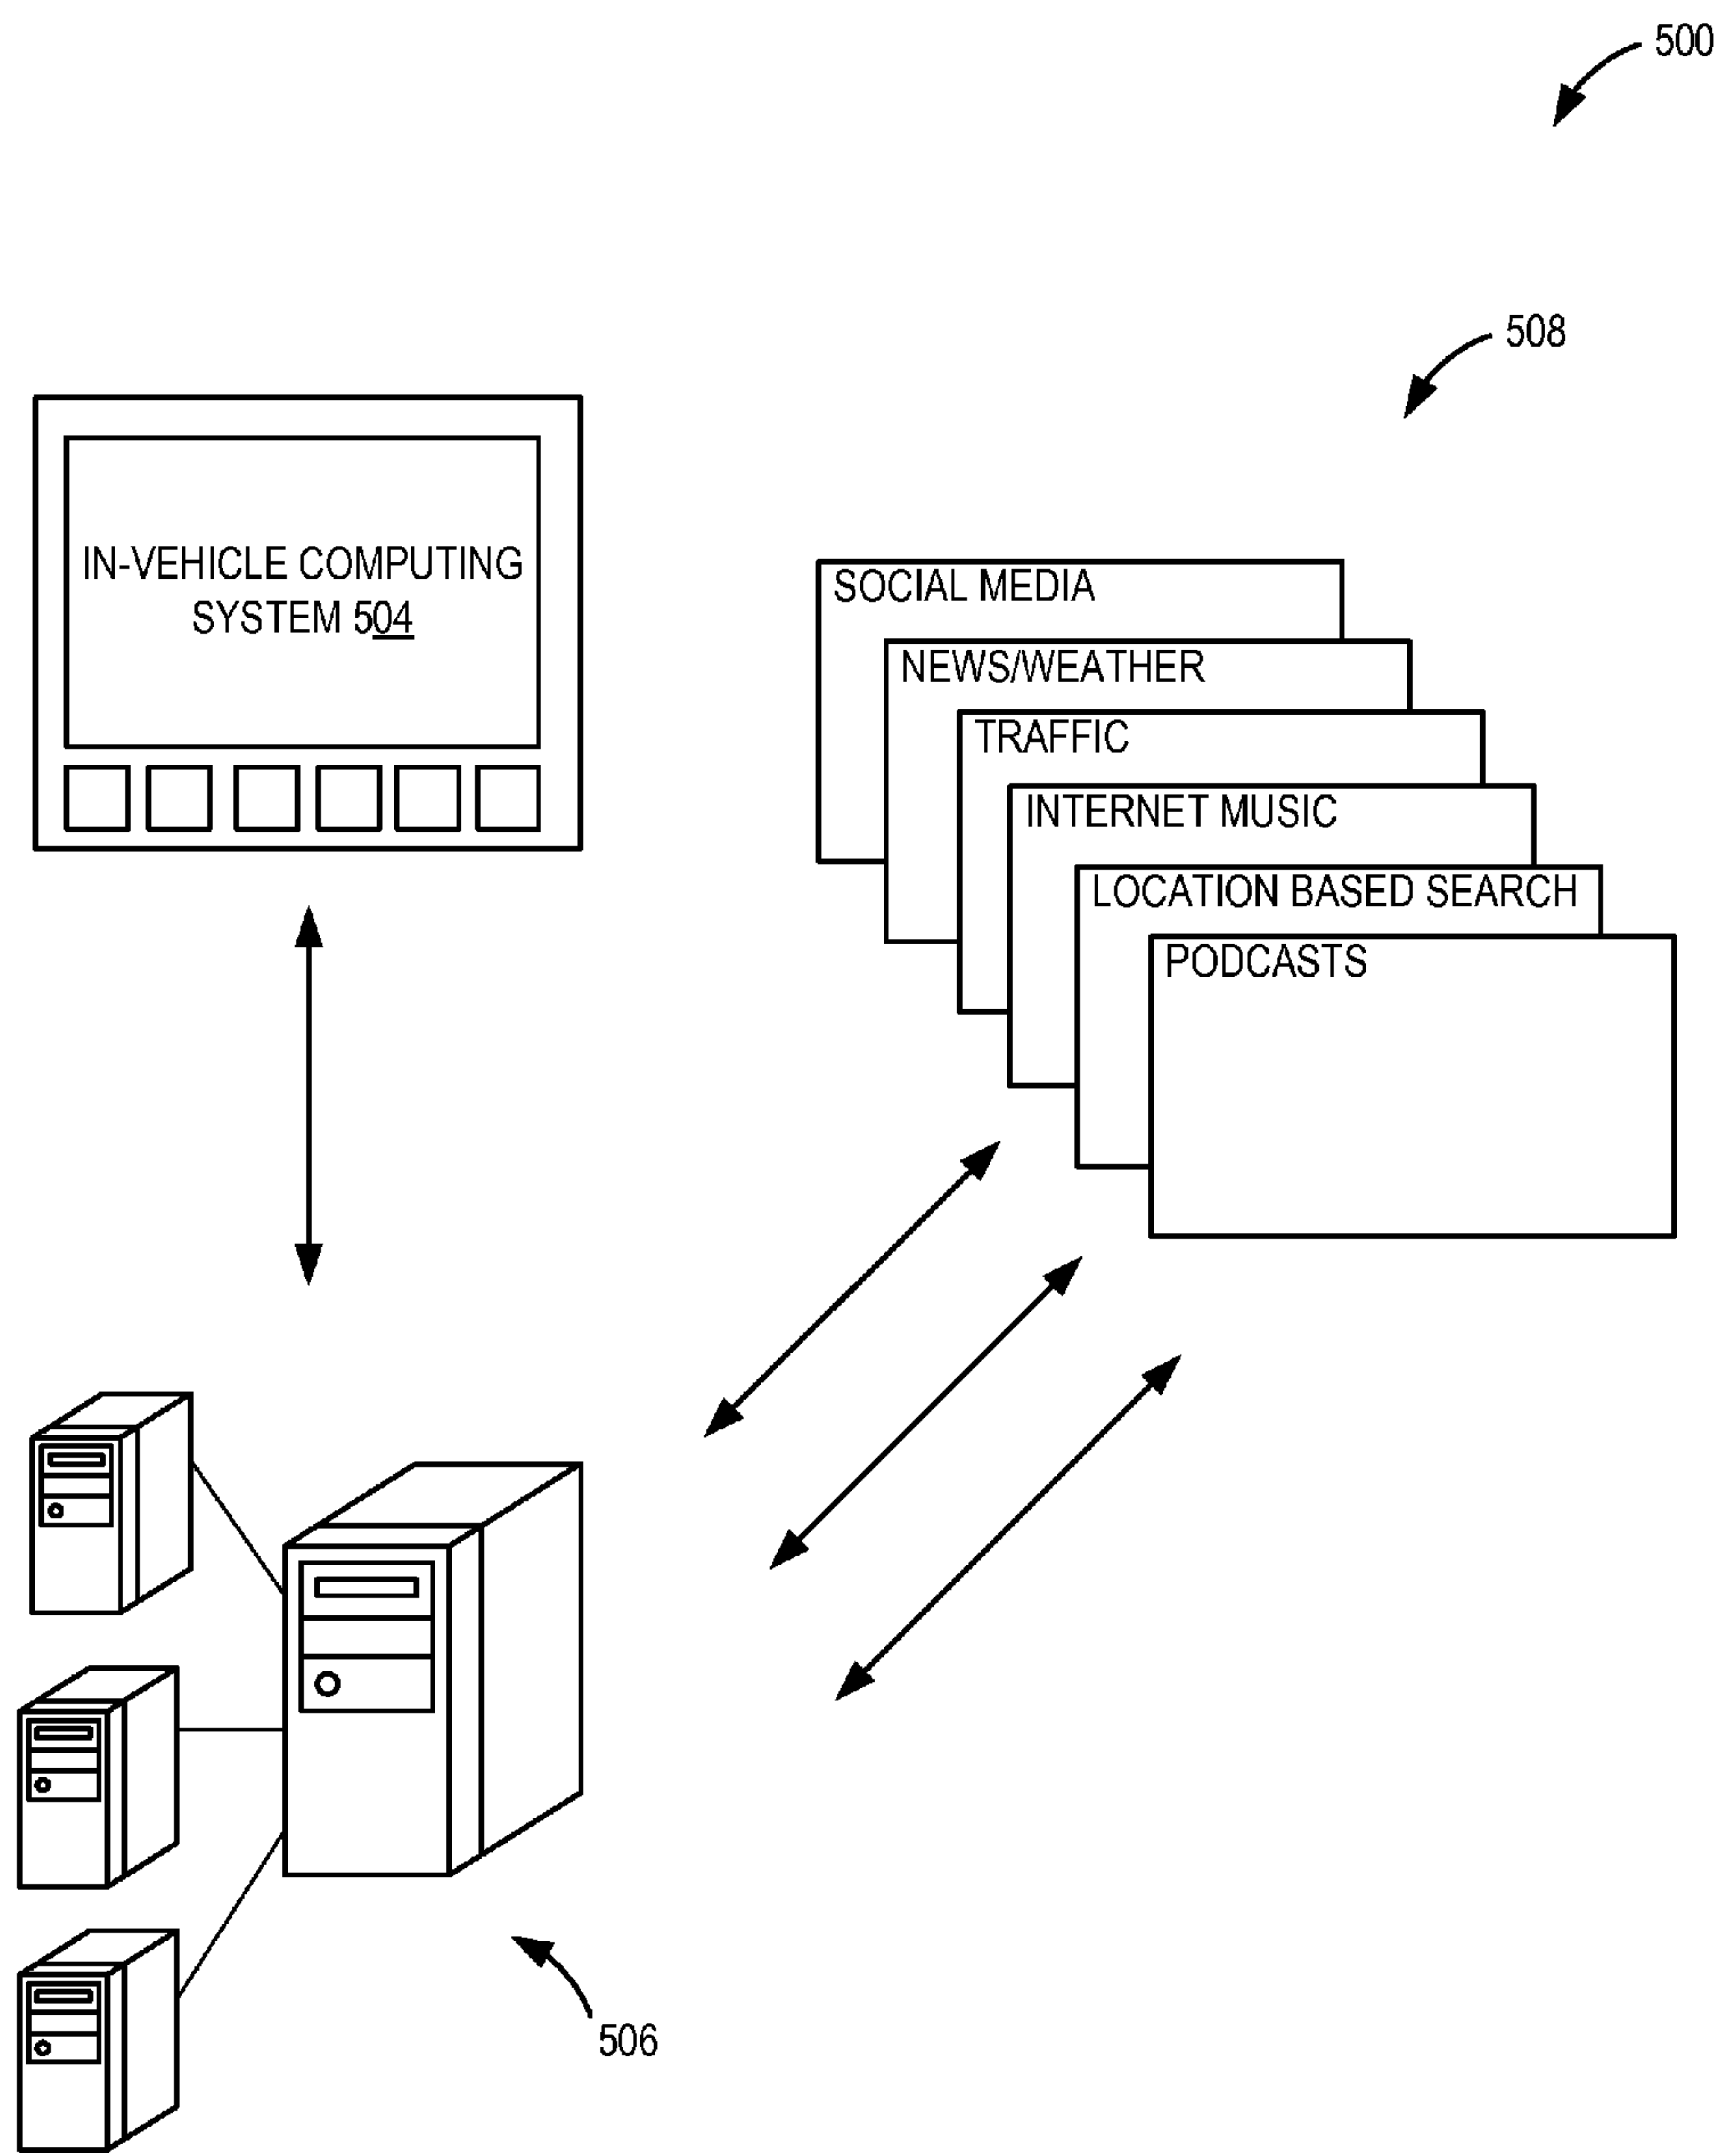 500
508
IN-VEHICLE COMPUTING
SYSTEM 504
SOCIAL MEDIA
NEWS/WEATHER
TRAFFIC
INTERNET MUSIC
LOCATION BASED SEARCH
PODCASTS
506